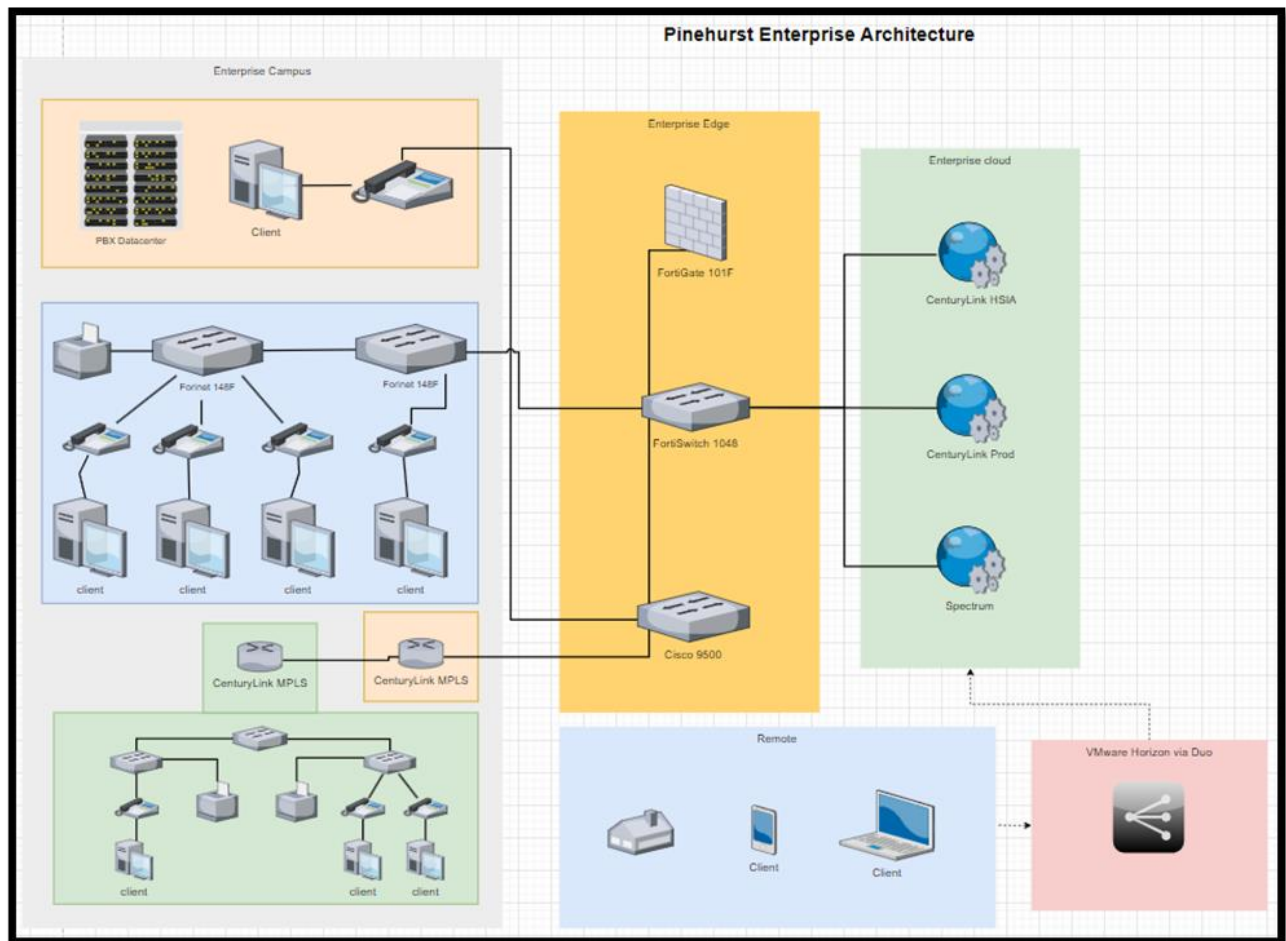 Pinehurst Enterprise Architecture
Enterprise Campus
PBX Datacenter
Client
Forinet 148F
Forinet 148F
client
client
client
client
CenturyLink MPLS
CenturyLink MPLS
client
client
client
Enterprise Edge
FortiGate 101F
FortiSwitch 1048
Cisco 9500
Enterprise cloud
CenturyLink HSIA
CenturyLink Prod
Spectrum
Remote
Client
Client
VMware Horizon via Duo